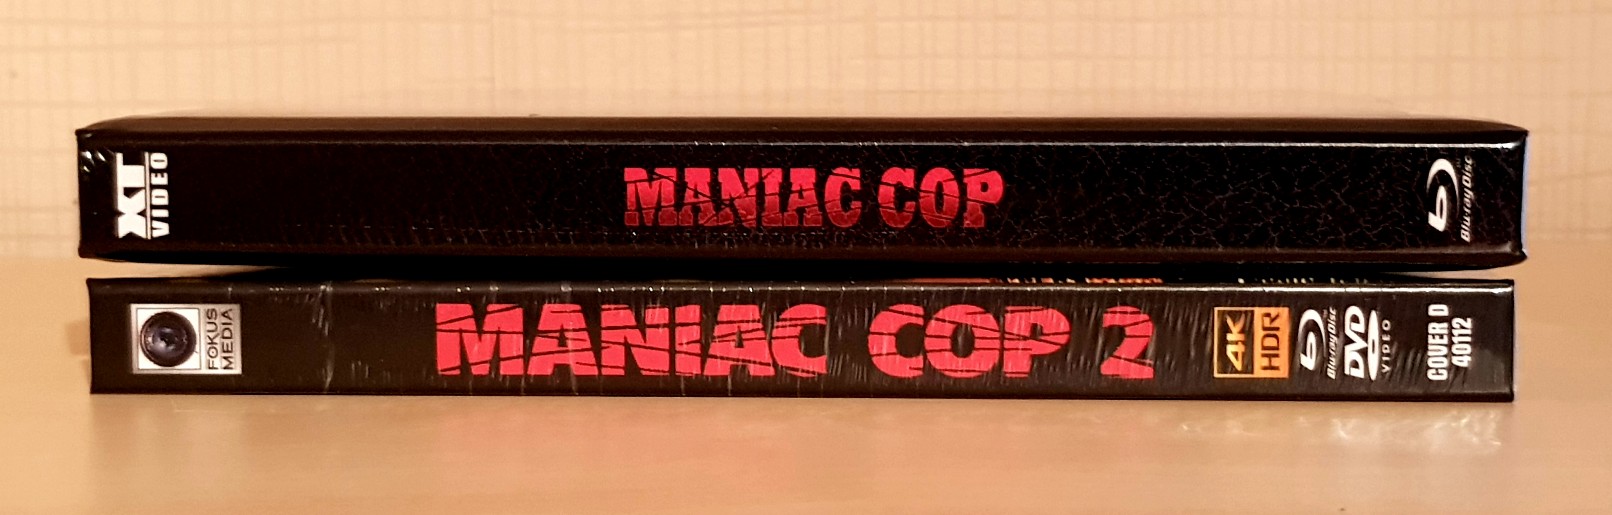 XT
VIDEO
MANIAC COP
Blu-ray Disc
FOKUS
MEDIA
MANIAC COP 2
4K
HDR
Blu-ray Disc
DVD
VIDEO
COVER D
40112